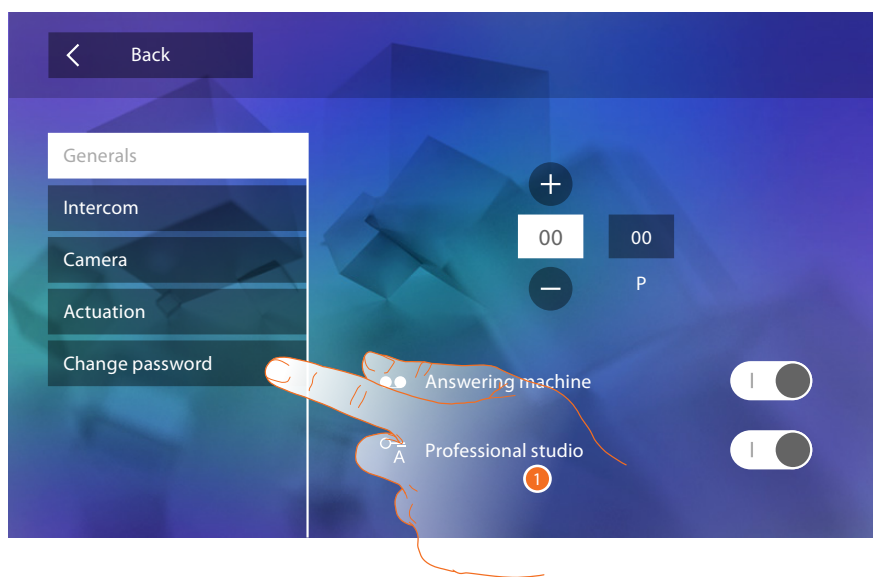 Back
Generals
Intercom
Camera
Actuation
Change password
+
00 00
−
P
Answering machine
A Professional studio
1